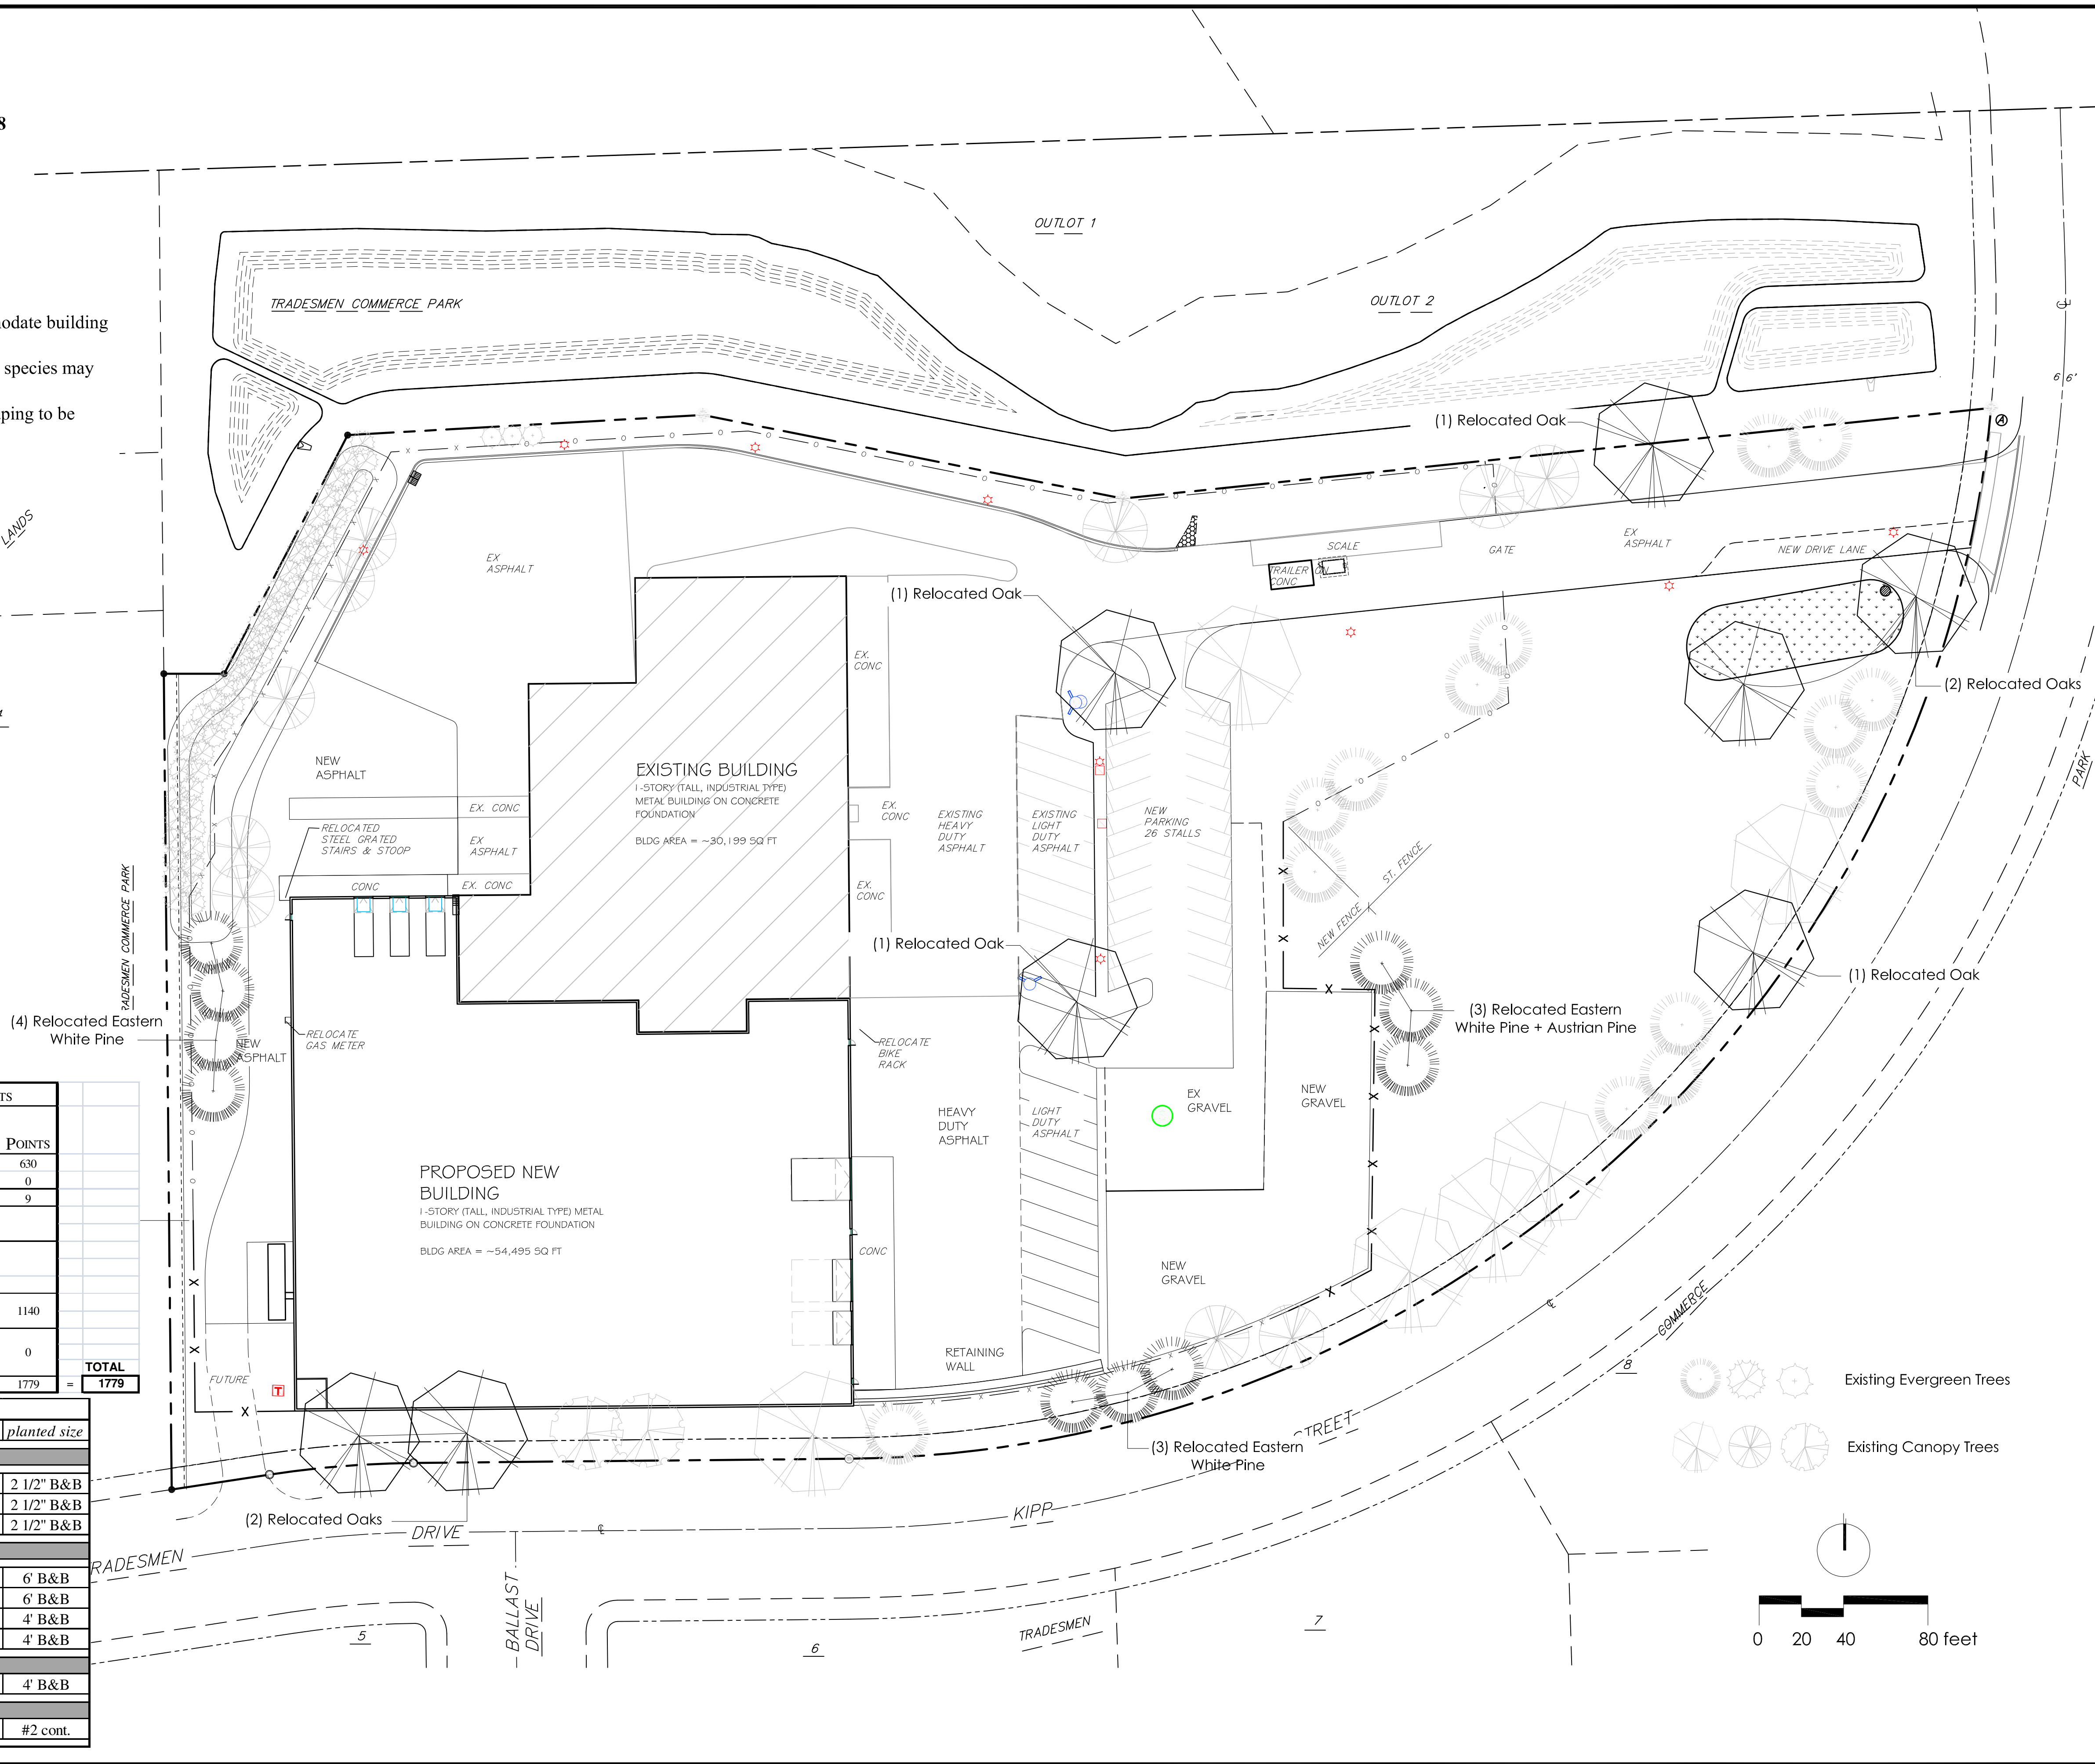 8
odate building
species may
ping to be
LANDS
OUTLOT 1
TRADESMEN COMMERCE PARK
OUTLOT 2
6 6'
(1) Relocated Oak
A
EX
ASPHALT
SCALE
TRAILER ON
CONC
GATE
EX
ASPHALT
NEW DRIVE LANE
(1) Relocated Oak
EX.
CONC
(2) Relocated Oaks
NEW
ASPHALT
EXISTING BUILDING
1-STORY (TALL, INDUSTRIAL TYPE)
METAL BUILDING ON CONCRETE
FOUNDATION
BLDG AREA = ~30,199 SQ FT
PARK
EX. CONC
RELOCATED
STEEL GRATED
STAIRS & STOOP
EX
ASPHALT
EX.
CONC
EXISTING
HEAVY
DUTY
ASPHALT
EXISTING
LIGHT
DUTY
ASPHALT
NEW
PARKING
26 STALLS
CONC
EX. CONC
EX.
CONC
ST. FENCE
NEW FENCE
RADESMEN COMMERCE PARK
(1) Relocated Oak
(1) Relocated Oak
(4) Relocated Eastern
White Pine
NEW
ASPHALT
RELOCATE
GAS METER
RELOCATE
BIKE
RACK
(3) Relocated Eastern
White Pine + Austrian Pine
EX
GRAVEL
NEW
GRAVEL
HEAVY
DUTY
ASPHALT
LIGHT
DUTY
ASPHALT
TS
POINTS
630
0
9
1140
0
TOTAL
1779 = 1779
PROPOSED NEW
BUILDING
1-STORY (TALL, INDUSTRIAL TYPE) METAL
BUILDING ON CONCRETE FOUNDATION
BLDG AREA = ~54,495 SQ FT
CONC
NEW
GRAVEL
RETAINING
WALL
FUTURE
T
COMMERCE
8
Existing Evergreen Trees
Existing Canopy Trees
planted size
2 1/2" B&B
2 1/2" B&B
2 1/2" B&B
6' B&B
6' B&B
4' B&B
4' B&B
4' B&B
#2 cont.
(3) Relocated Eastern
White Pine
STREET
KIPP
(2) Relocated Oaks
DRIVE
RADESMEN
BALLAST
DRIVE
5
6
TRADESMEN
7
0 20 40 80 feet